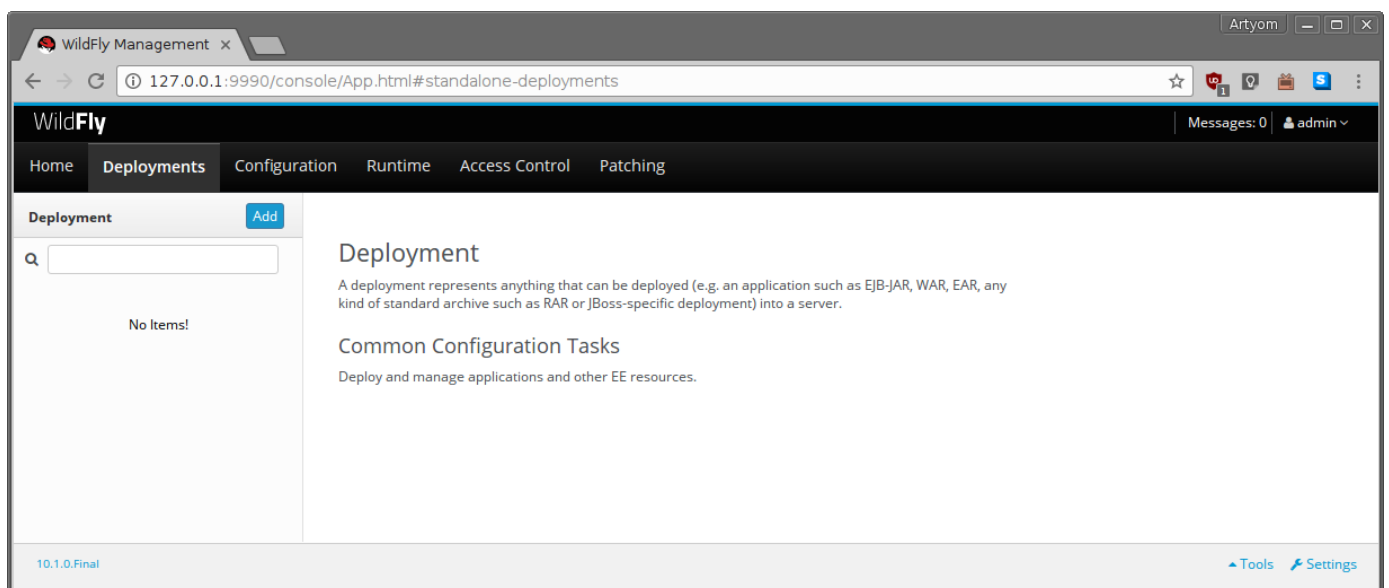 Artyom
WildFly Management
127.0.0.1:9990/console/App.html#standalone-deployments
1
S
WildFly
Messages: 0 admin
Home Deployments Configuration Runtime Access Control Patching
Deployment Add
No Items!
Deployment
A deployment represents anything that can be deployed (e.g. an application such as EJB-JAR, WAR, EAR, any
kind of standard archive such as RAR or JBoss-specific deployment) into a server.
Common Configuration Tasks
Deploy and manage applications and other EE resources.
10.1.0.Final Tools Settings